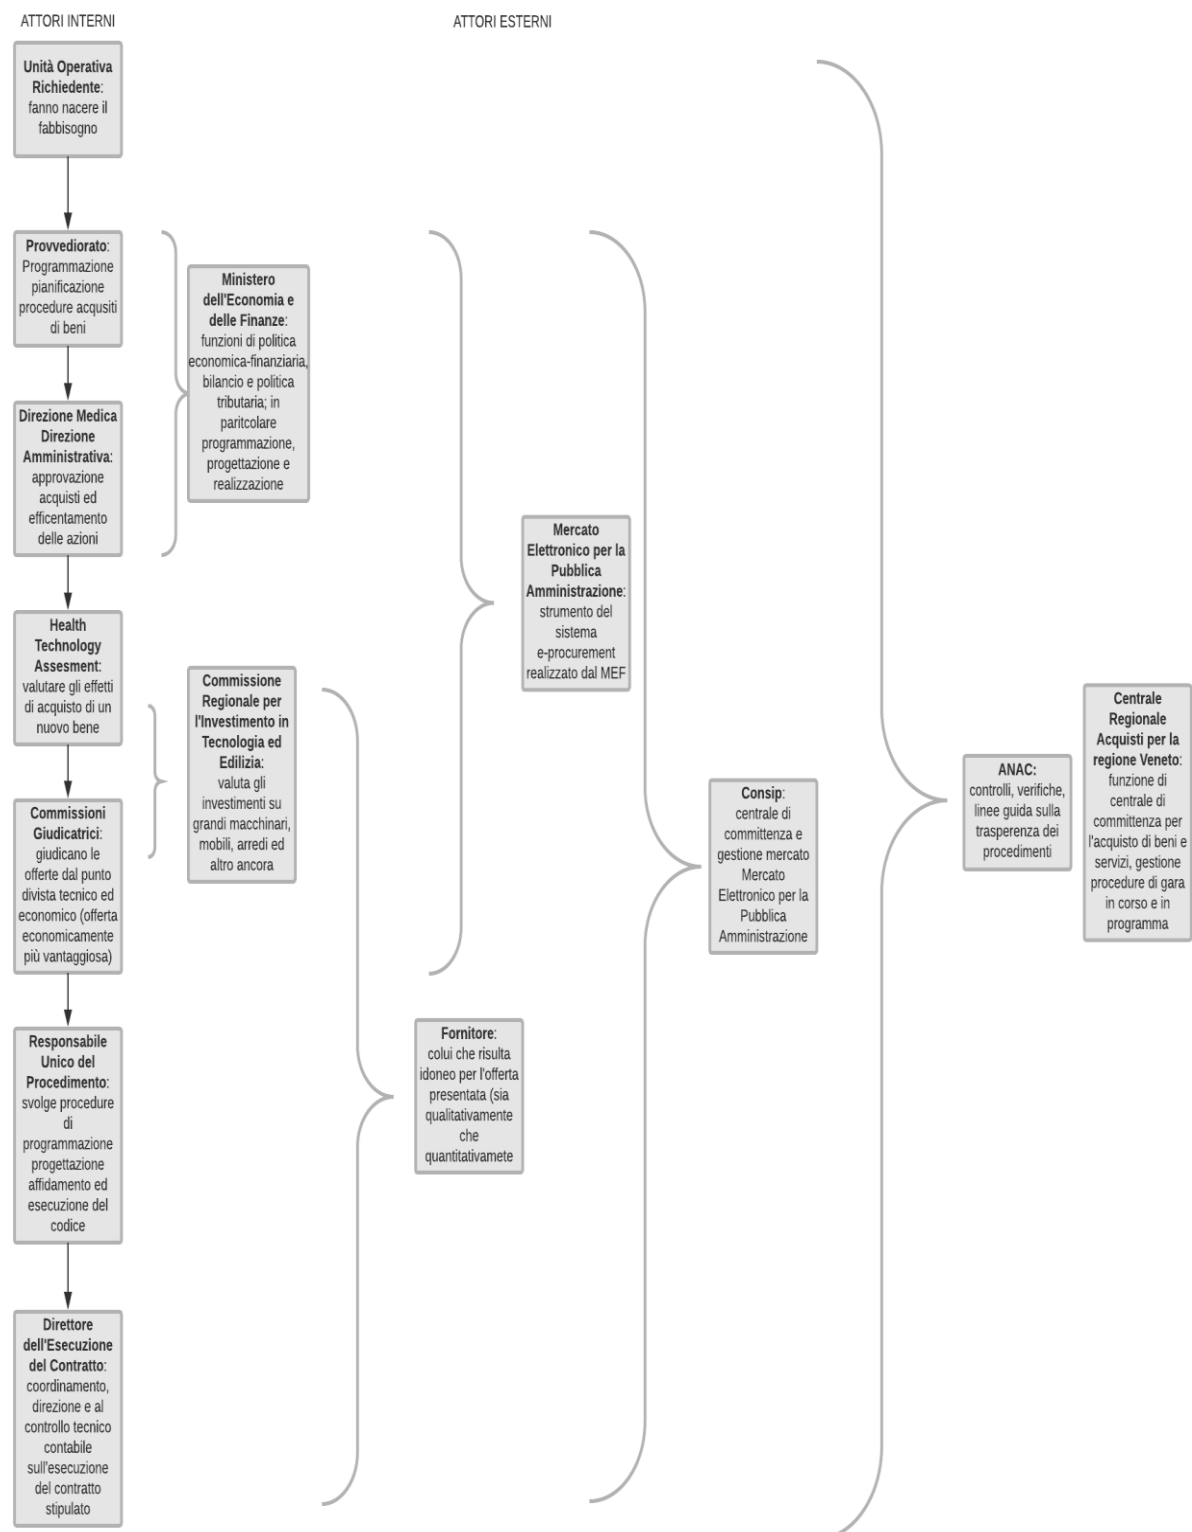 ATTORI INTERNI
ATTORI ESTERNI
Unità Operativa
Richiedente:
fanno nacere il
fabbisogno
Provvediorato:
Programmazione
pianificazione
procedure acqusiti
di beni
Direzione Medica
Direzione
Amministrativa:
approvazione
acquisti ed
efficentamento
delle azioni
Health
Technology
Assesment:
valutare gli effetti
di acquisto di un
nuovo bene
Commissioni
Giudicatrici:
giudicano le
offerte dal punto
divista tecnico ed
economico (offerta
economicamente
più vantaggiosa)
Responsabile
Unico del
Procedimento:
svolge procedure
di
programmazione
progettazione
affidamento ed
esecuzione del
codice
Direttore
dell'Esecuzione
del Contratto:
coordinamento,
direzione e al
controllo tecnico
contabile
sull'esecuzione
del contratto
stipulato
Ministero
dell'Economia e
delle Finanze:
funzioni di politica
economica-finanziaria,
bilancio e politica
tributaria; in
paritcolare
programmazione,
progettazione e
realizzazione
Commissione
Regionale per
l'Investimento in
Tecnologia ed
Edilizia:
valuta gli
investimenti su
grandi macchinari,
mobili, arredi ed
altro ancora
Fornitore:
colui che risulta
idoneo per l'offerta
presentata (sia
qualitativamente
che
quantitativamete
Mercato
Elettronico per la
Pubblica
Amministrazione:
strumento del
sistema
e-procurement
realizzato dal MEF
Consip:
centrale di
committenza e
gestione mercato
Mercato
Elettronico per la
Pubblica
Amministrazione
ANAC:
controlli, verifiche,
linee guida sulla
trasperenza dei
procedimenti
Centrale
Regionale
Acquisti per la
regione Veneto:
funzione di
centrale di
committenza per
l'acquisto di beni e
servizi, gestione
procedure di gara
in corso e in
programma